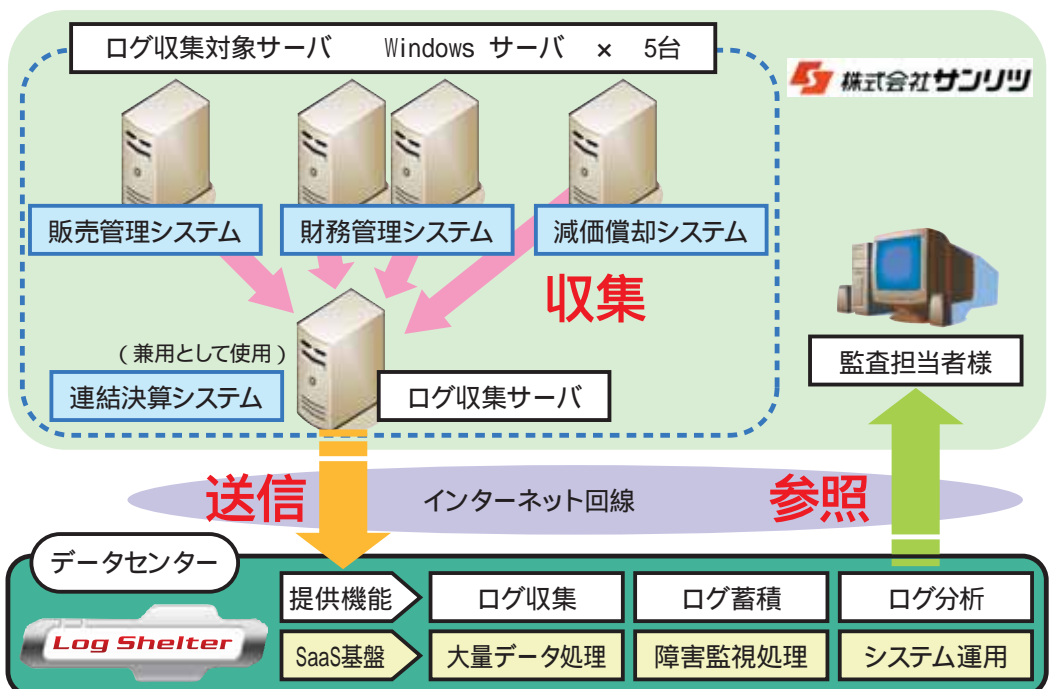 ログ収集対象サーバ Windows サーバ × 5台
株式会社サンリツ
販売管理システム
財務管理システム
減価償却システム
収集
(兼用として使用)
連結決算システム
ログ収集サーバ
監査担当者様
送信
インターネット回線
参照
データセンター
Log Shelter
提供機能
ログ収集
ログ蓄積
ログ分析
SaaS基盤
大量データ処理
障害監視処理
システム運用